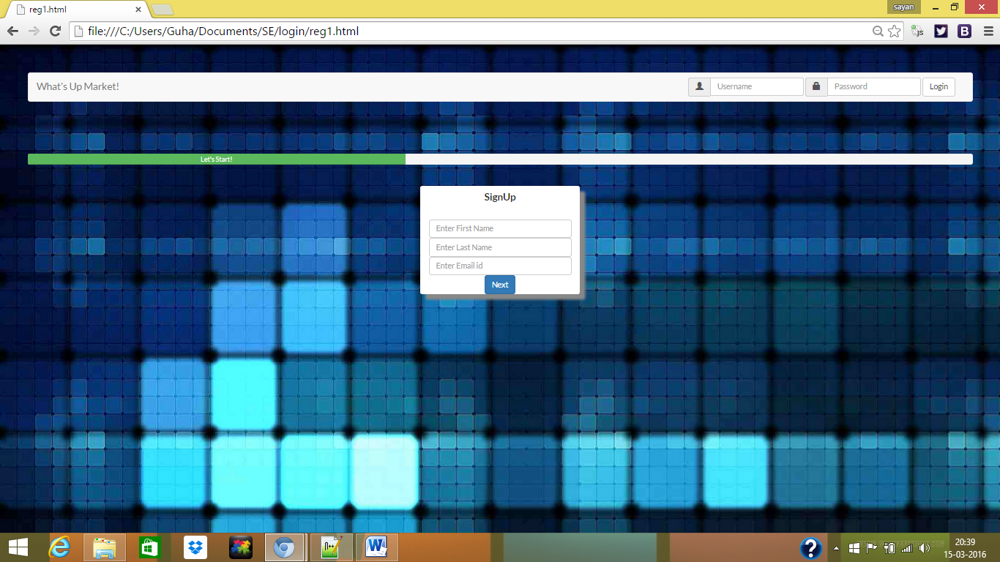 reg1.html
sayan
file:///C:/Users/Guha/Documents/SE/login/reg1.html
What's Up Market!
Username
Password
Login
Let's Start!
SignUp
Enter First Name
Enter Last Name
Enter Email id
Next
20:39
15-03-2016